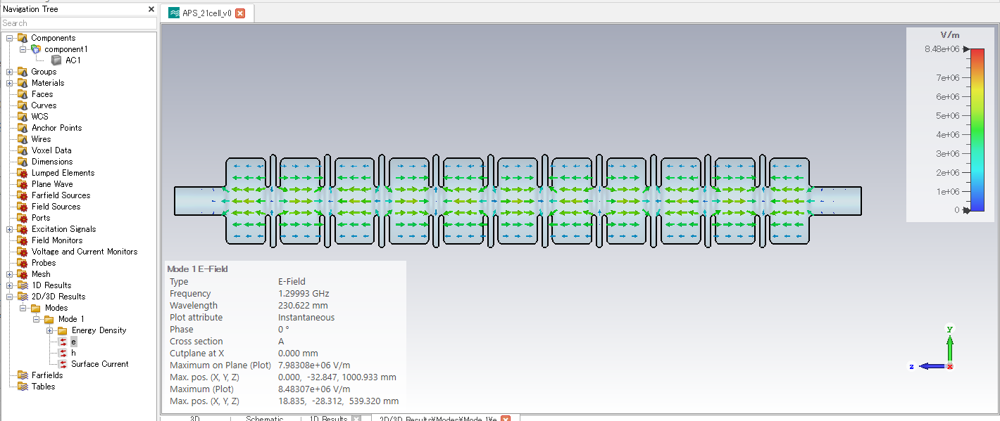 Navigation Tree
Search
Components
component1
AC1
Groups
Materials
Faces
Curves
WCS
Anchor Points
Wires
Voxel Data
Dimensions
Lumped Elements
Plane Wave
Farfield Sources
Field Sources
Ports
Excitation Signals
Field Monitors
Voltage and Current Monitors
Probes
Mesh
1D Results
2D/3D Results
Modes
Mode 1
Energy Density
e
h
Surface Current
Farfields
Tables
APS_21cell_v0
V/m
8.48e+06
7e+06
6e+06
5e+06
4e+06
3e+06
2e+06
1e+06
0
Mode 1 E-Field
Type E-Field
Frequency 1.29993 GHz
Wavelength 230.622 mm
Plot attribute Instantaneous
Phase 0 °
Cross section A
Cutplane at X 0.000 mm
Maximum on Plane (Plot) 7.98308e+06 V/m
Max. pos. (X, Y, Z) 0.000, -32.847, 1000.933 mm
Maximum (Plot) 8.48307e+06 V/m
Max. pos. (X, Y, Z) 18.835, -28.312, 539.320 mm
y
z
x
3D Schematic 1D Results 2D/3D Results¥Modes¥Mode 1¥e